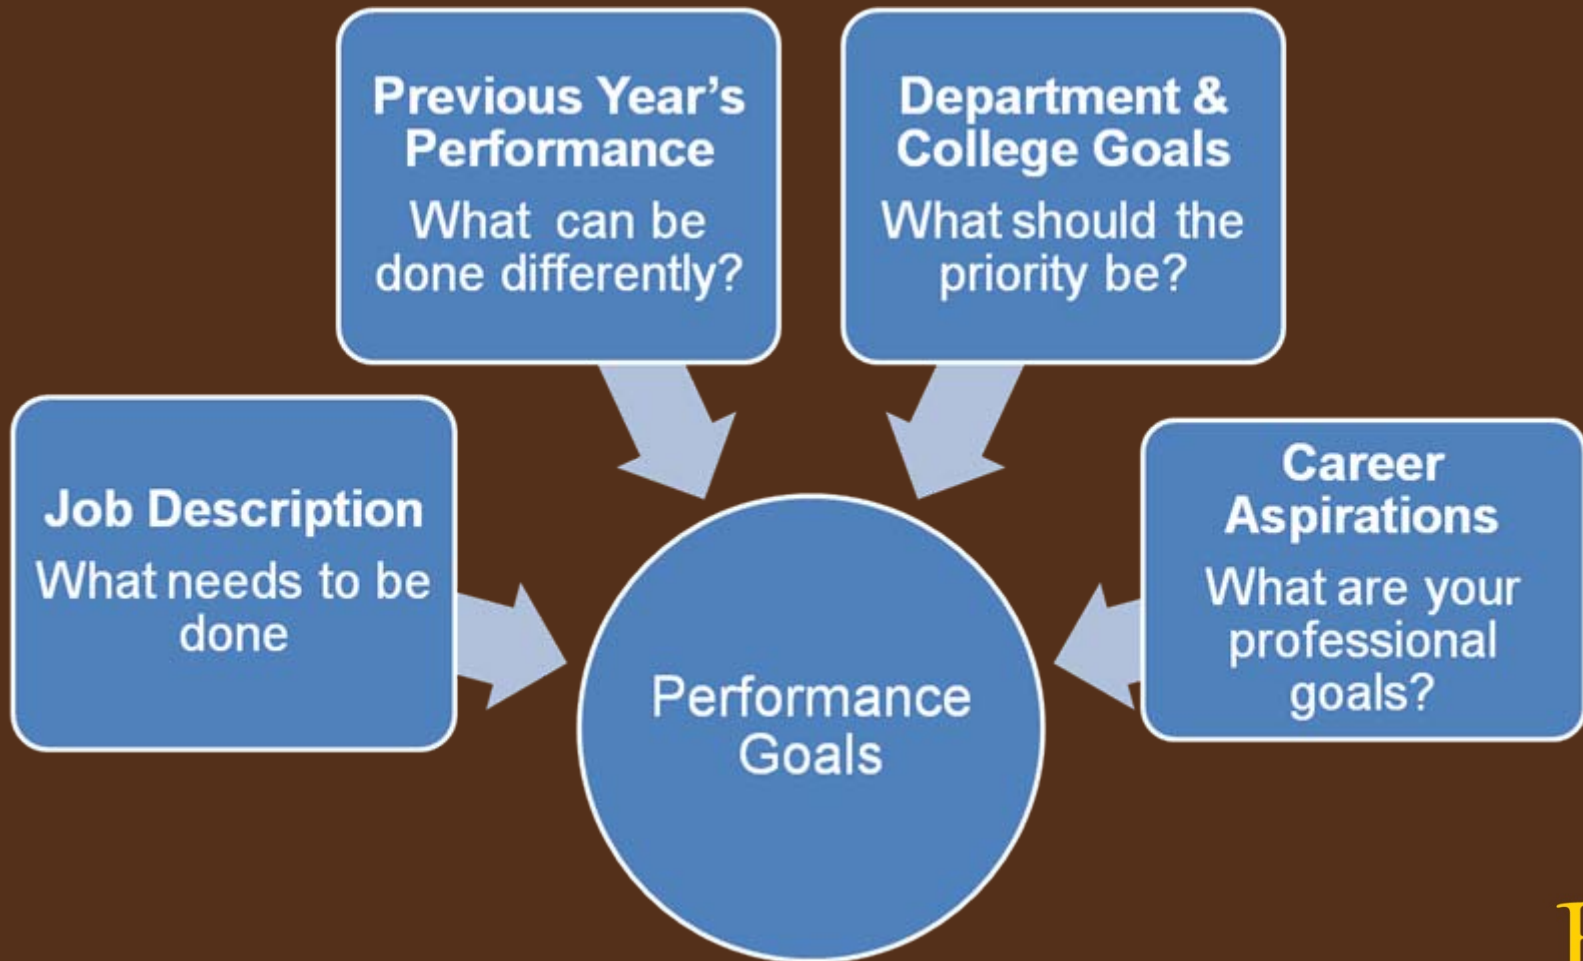 Previous Year’s
Performance
What can be
done differently?
Department &
College Goals
What should the
priority be?
Job Description
What needs to be
done
Career
Aspirations
What are your
professional
goals?
Performance
Goals